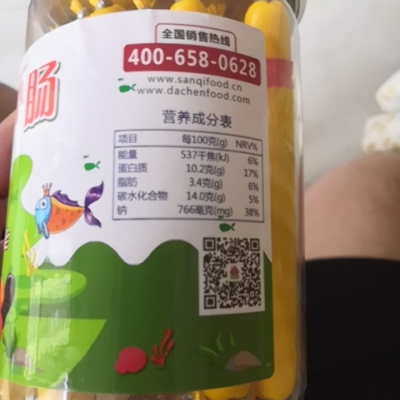 肠
全国销售热线
400-658-0628
www.sanqifood.cn
www.dachenfood.com
营养成分表
项目 每100克(g) NRV%
能量 537千焦(kJ) 6%
蛋白质 10.2克(g) 17%
脂肪 3.4克(g) 6%
碳水化合物 14.0克(g) 5%
钠 766毫克(mg) 38%